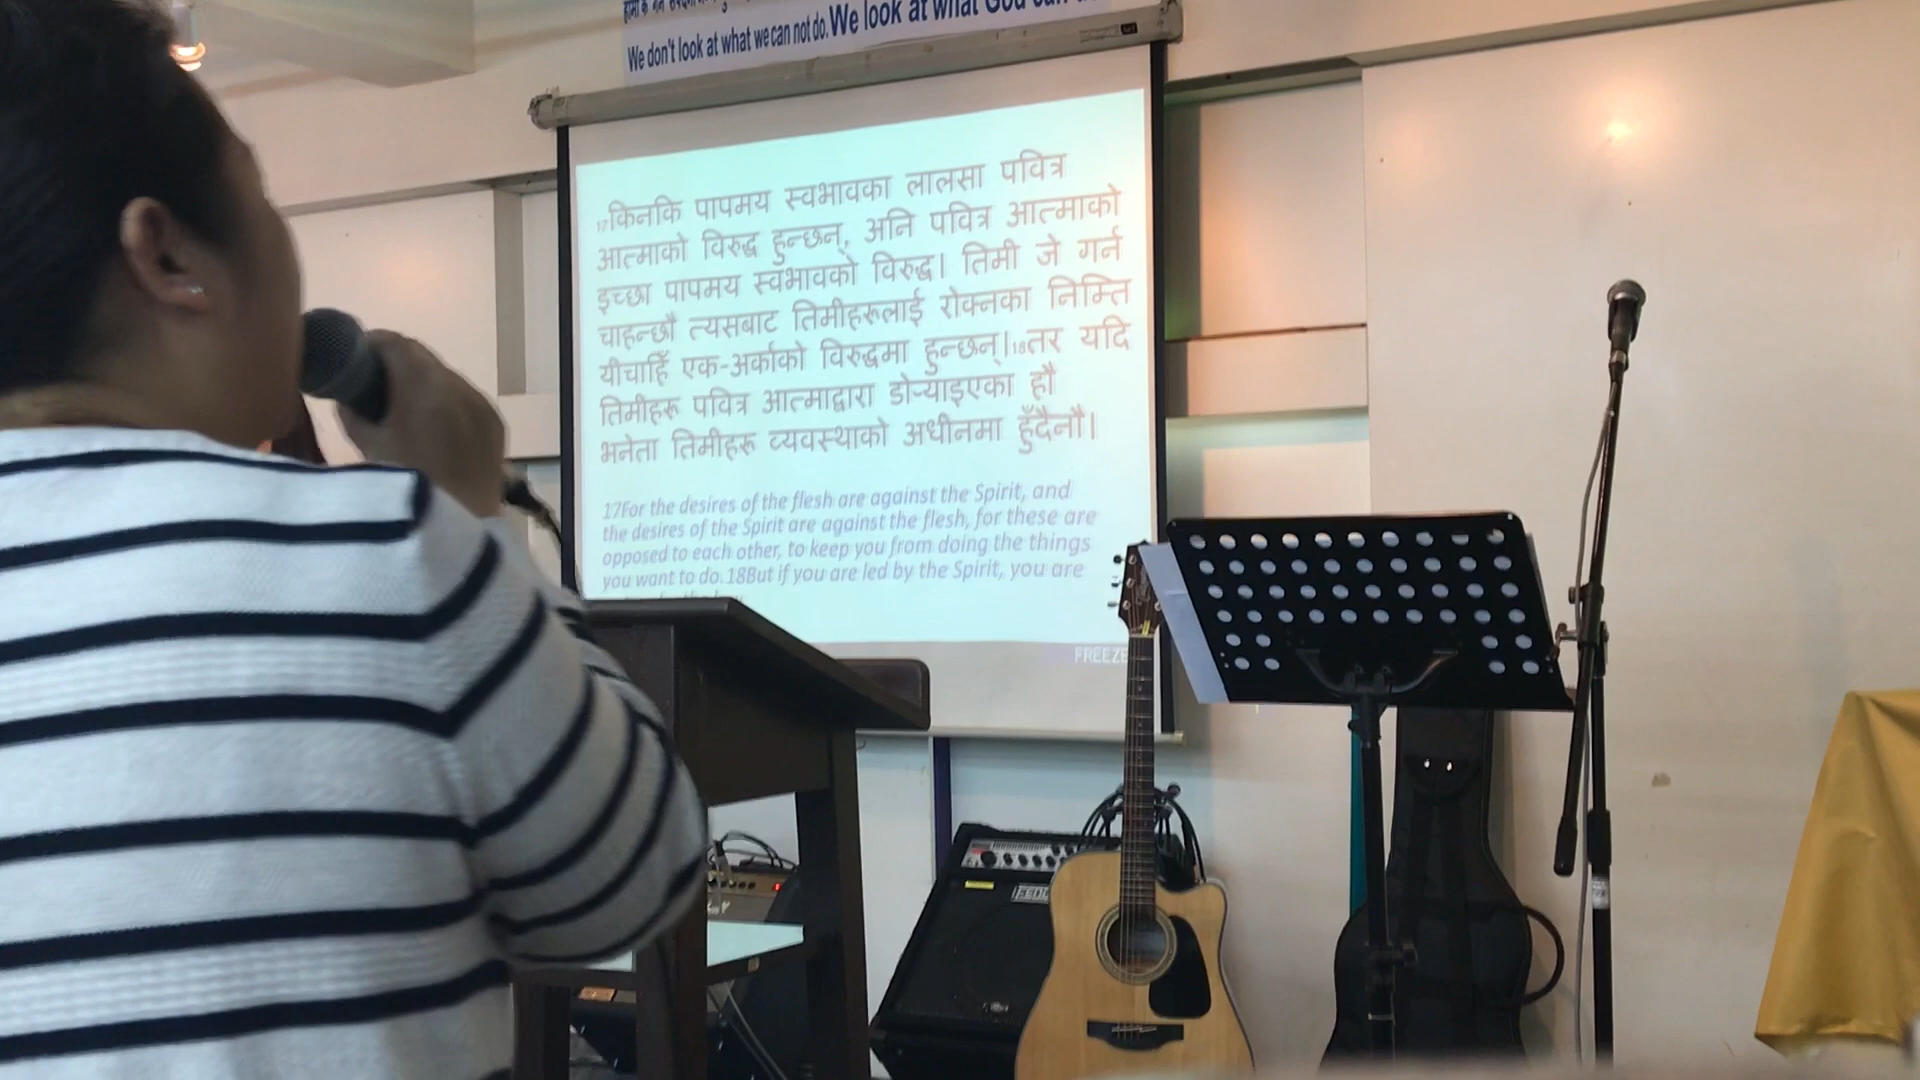 We don't look at what we can not do. We look at what God can
17किनकि पापमय स्वभावका लालसा पवित्र
आत्माको विरुद्ध हुन्छन्, अनि पवित्र आत्माको
इच्छा पापमय स्वभावको विरुद्ध। तिमी जे गर्न
चाहन्छौ त्यसबाट तिमीहरूलाई रोक्नका निम्ति
यीचाहिँ एक-अर्काको विरुद्धमा हुन्छन्।18तर यदि
तिमीहरू पवित्र आत्माद्वारा डोर्‍याइएका हौ
भनेता तिमीहरू व्यवस्थाको अधीनमा हुँदैनौ।
17For the desires of the flesh are against the Spirit, and
the desires of the Spirit are against the flesh, for these are
opposed to each other, to keep you from doing the things
you want to do.18But if you are led by the Spirit, you are
FREEZE